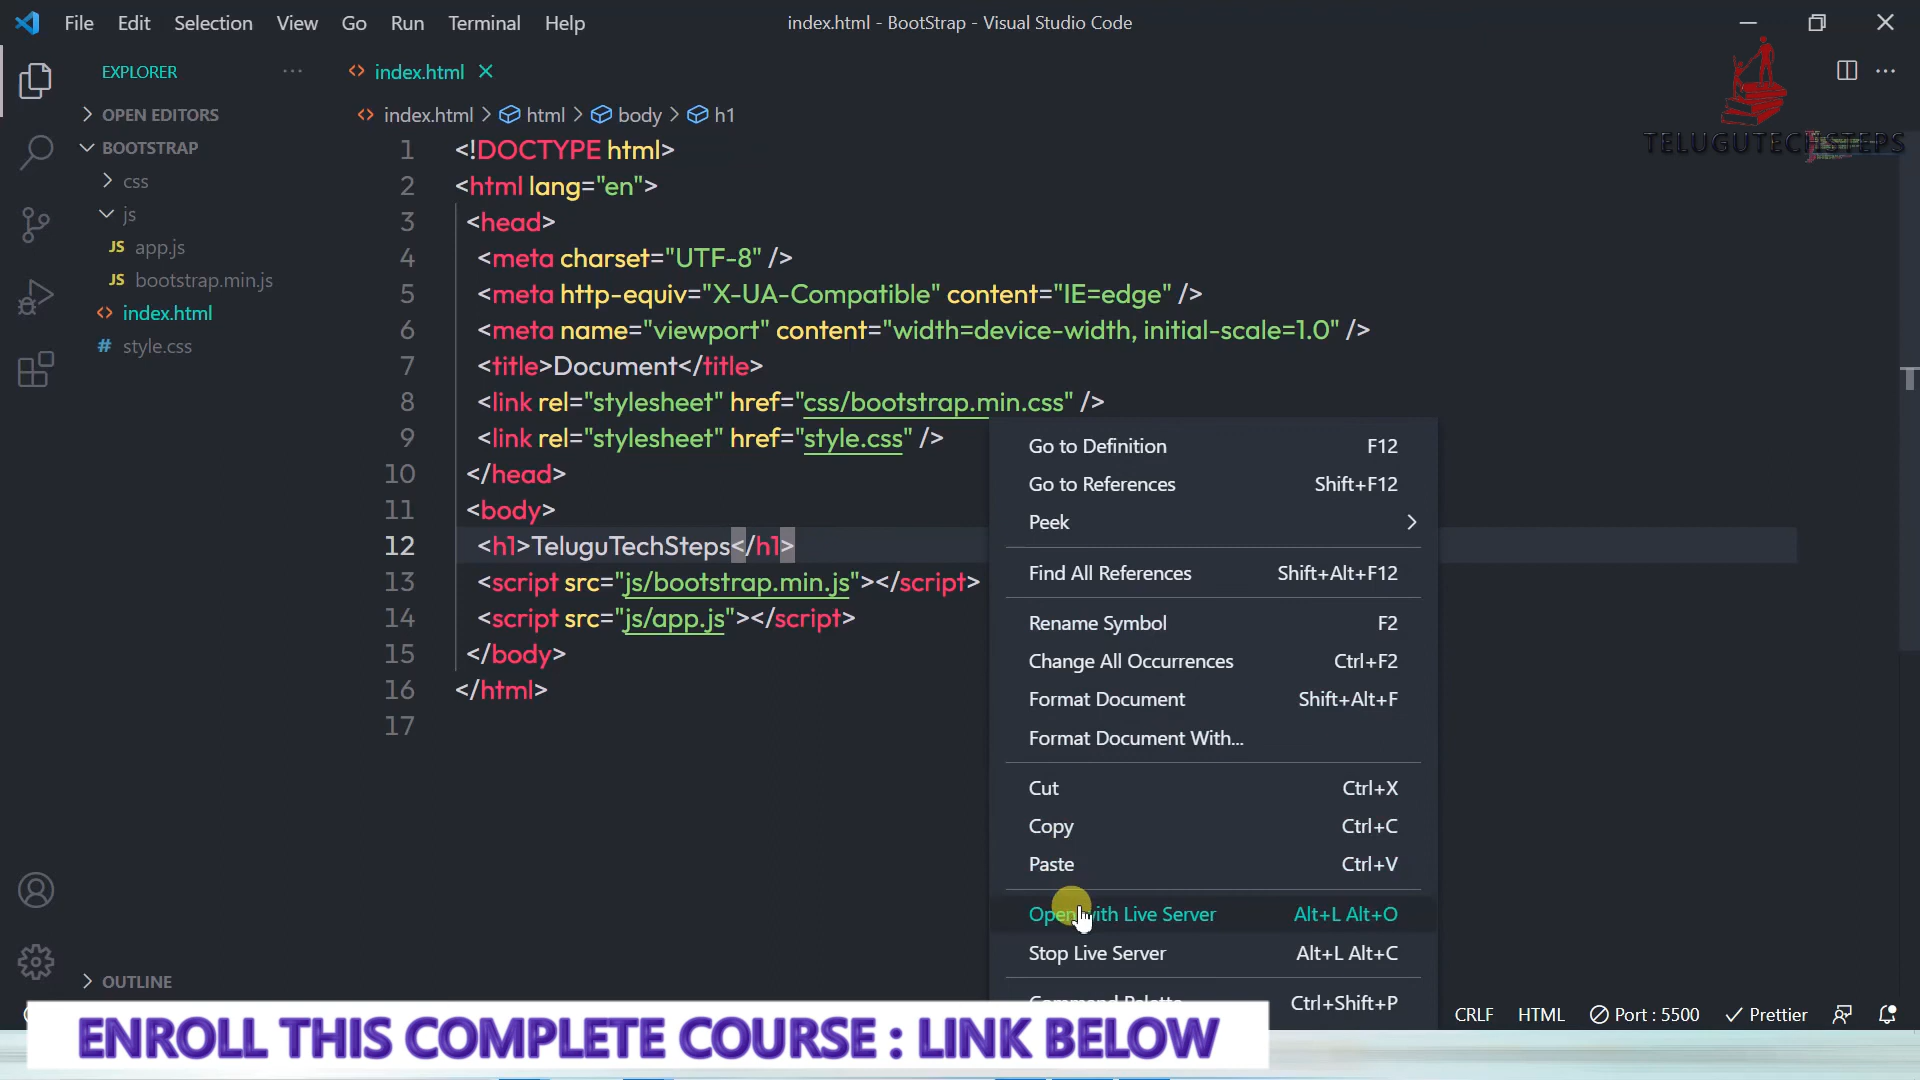 File Edit Selection View Go Run Terminal Help
index.html - BootStrap - Visual Studio Code
EXPLORER
index.html
TELUGUTECHSTEPS
OPEN EDITORS
BOOTSTRAP
css
js
JS app.js
JS bootstrap.min.js
<> index.html
# style.css
OUTLINE
<> index.html > html > body > h1
1 <!DOCTYPE html>
2 <html lang="en">
3 <head>
4 <meta charset="UTF-8" />
5 <meta http-equiv="X-UA-Compatible" content="IE=edge" />
6 <meta name="viewport" content="width=device-width, initial-scale=1.0" />
7 <title>Document</title>
8 <link rel="stylesheet" href="css/bootstrap.min.css" />
9 <link rel="stylesheet" href="style.css" />
10 </head>
11 <body>
12 <h1>TeluguTechSteps</h1>
13 <script src="js/bootstrap.min.js"></script>
14 <script src="js/app.js"></script>
15 </body>
16 </html>
17
Go to Definition F12
Go to References Shift+F12
Peek
Find All References Shift+Alt+F12
Rename Symbol F2
Change All Occurrences Ctrl+F2
Format Document Shift+Alt+F
Format Document With...
Cut Ctrl+X
Copy Ctrl+C
Paste Ctrl+V
Open with Live Server Alt+L Alt+O
Stop Live Server Alt+L Alt+C
Command Palette... Ctrl+Shift+P
CRLF HTML Port : 5500 Prettier
ENROLL THIS COMPLETE COURSE : LINK BELOW